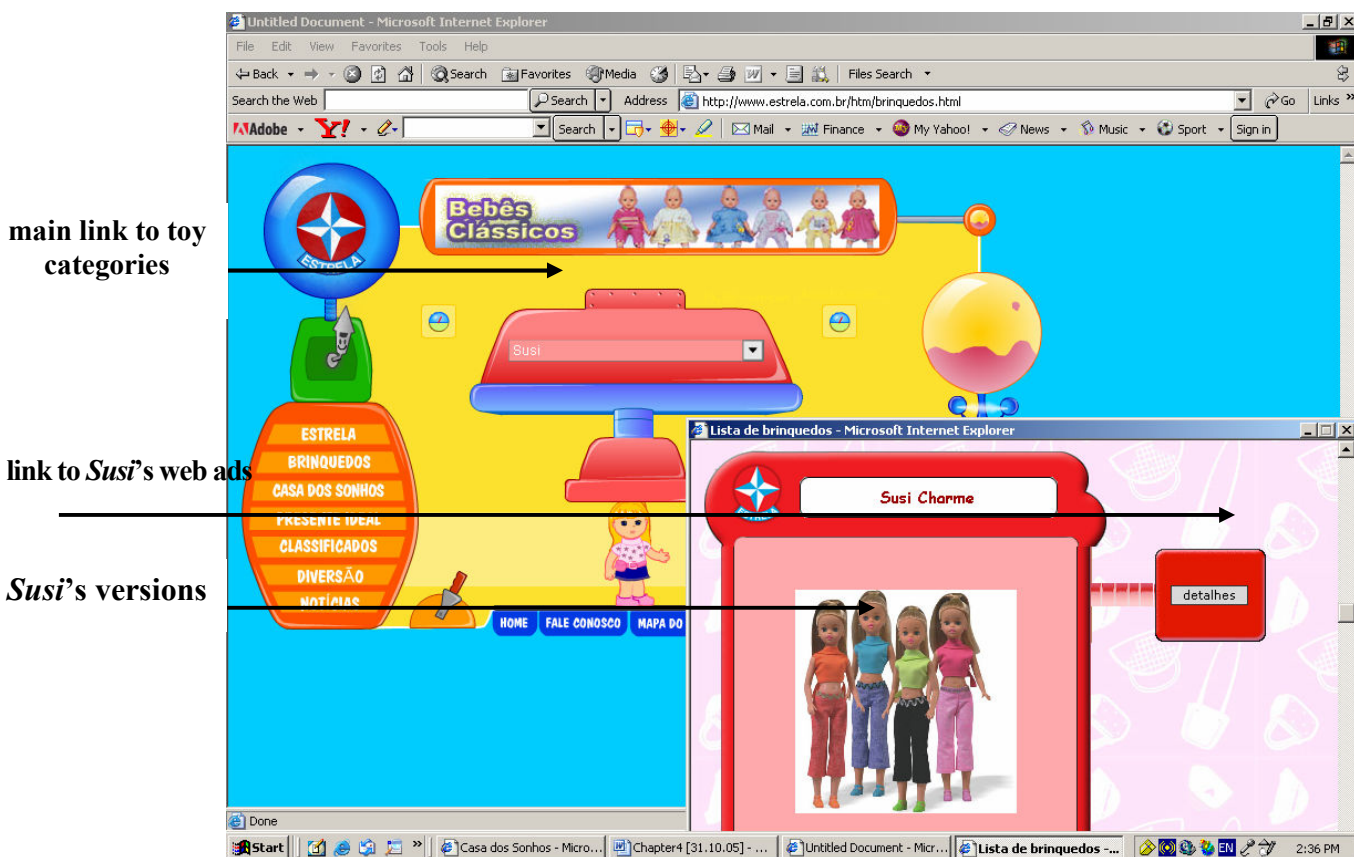 Untitled Document - Microsoft Internet Explorer
File Edit View Favorites Tools Help
Back Search Favorites Media Files Search
Search the Web Search Address http://www.estrela.com.br/htm/brinquedos.html Go Links »
Adobe Y! Search Mail Finance My Yahoo! News Music Sport Sign in
main link to toy
categories
ESTRELA
Bebês
Clássicos
Susi
link to Susi's web ads
Susi's versions
ESTRELA
BRINQUEDOS
CASA DOS SONHOS
PRESENTE IDEAL
CLASSIFICADOS
DIVERSÃO
NOTÍCIAS
HOME FALE CONOSCO MAPA DO
Lista de brinquedos - Microsoft Internet Explorer
ESTRELA
Susi Charme
detalhes
Done
Start » Casa dos Sonhos - Micro... Chapter4 [31.10.05] - ... Untitled Document - Micr... Lista de brinquedos -... EN 2:36 PM